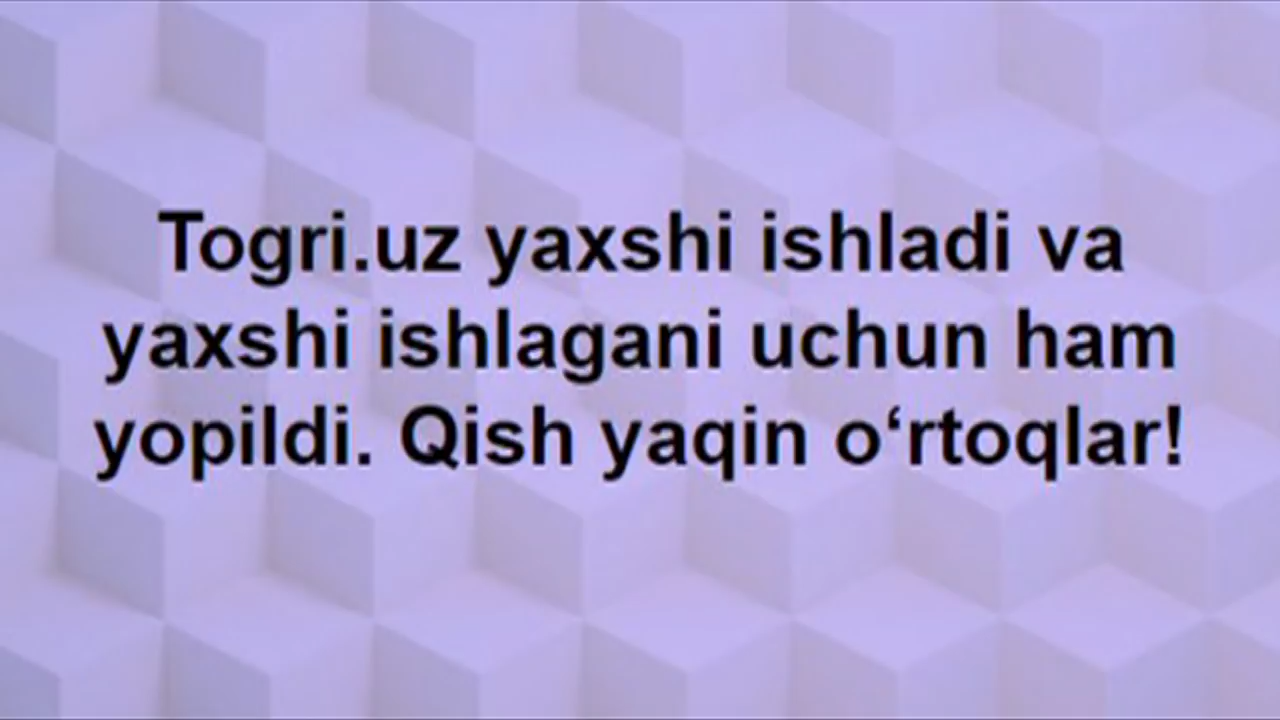 Togri.uz yaxshi ishladi va
yaxshi ishlagani uchun ham
yopildi. Qish yaqin o‘rtoqlar!